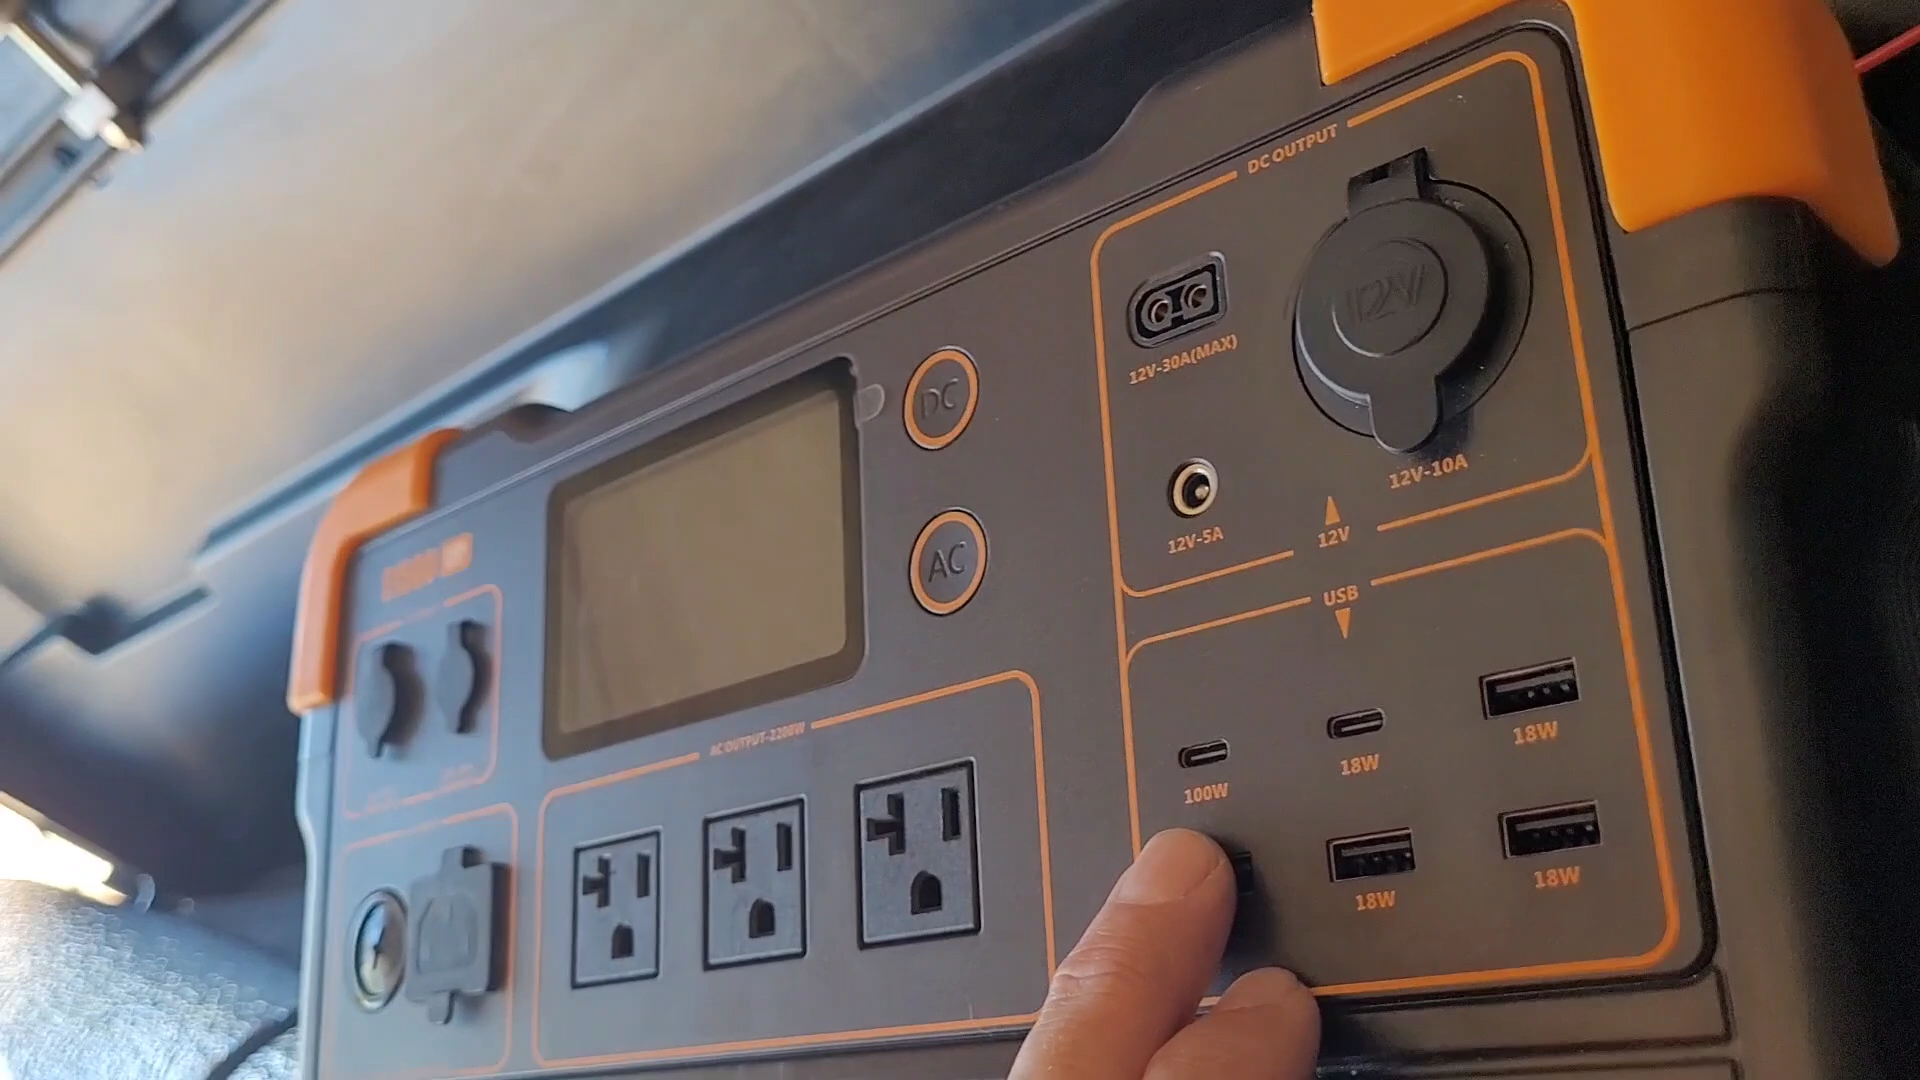 DC OUTPUT
12V
12V-30A(MAX)
12V-10A
12V-5A
12V
DC
AC
USB
100W
18W
18W
18W
18W
AC OUTPUT-2200W